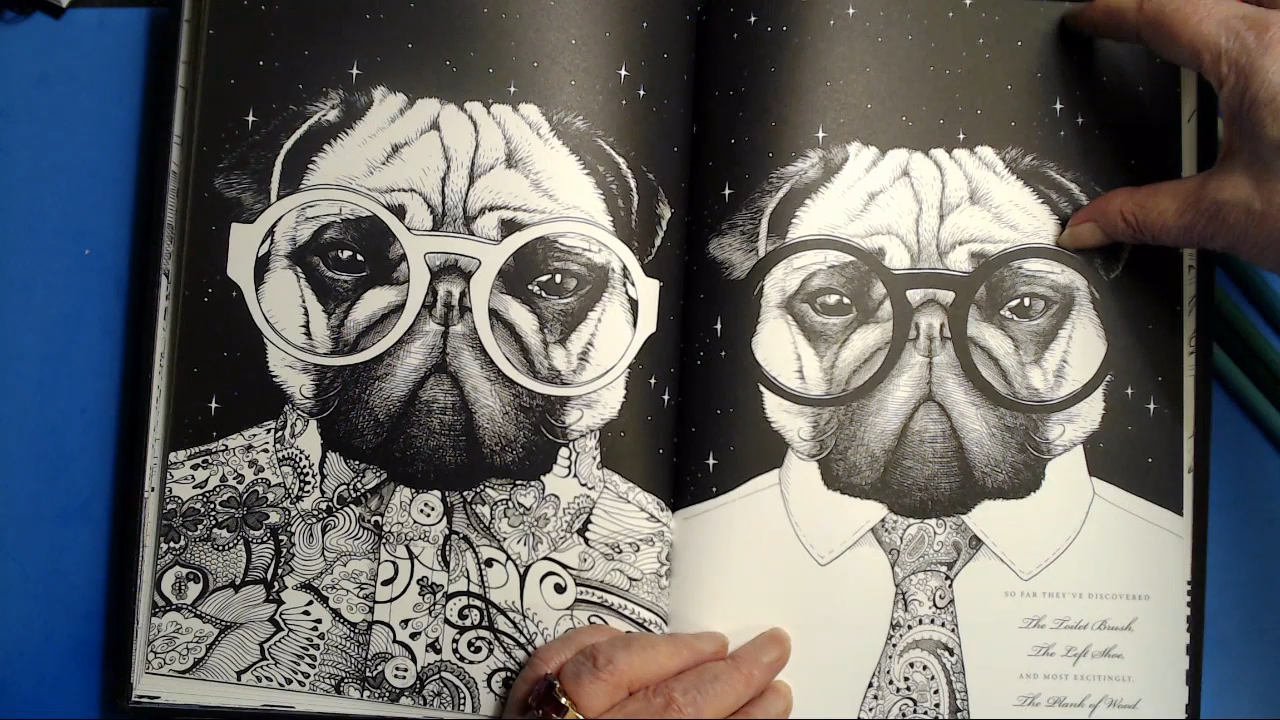 SO FAR THEY'VE DISCOVERED
The Toilet Brush,
The Left Shoe,
AND MOST EXCITINGLY,
The Plank of Wood.